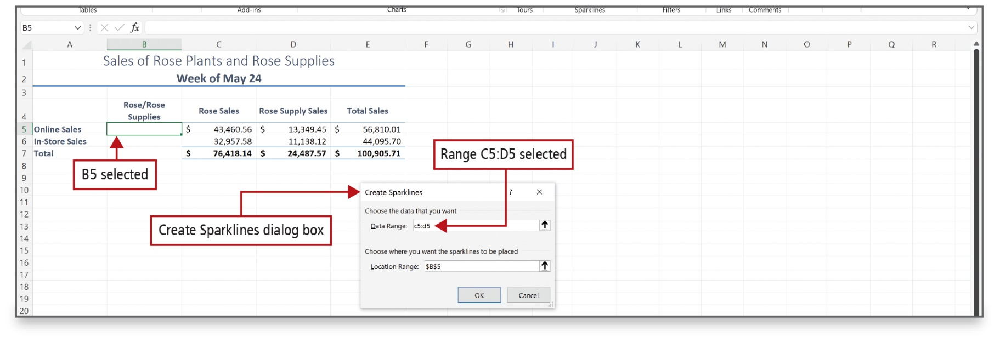 Tables Add-ins Charts Tours Sparklines Filters Links Comments
B5 fx
A B C D E F G H I J K L M N O P Q R
1 Sales of Rose Plants and Rose Supplies
2 Week of May 24
3
4 Rose/Rose Supplies Rose Sales Rose Supply Sales Total Sales
5 Online Sales $ 43,460.56 $ 13,349.45 $ 56,810.01
6 In-Store Sales 32,957.58 11,138.12 44,095.70
7 Total $ 76,418.14 $ 24,487.57 $ 100,905.71
8
9
10
11
12
13
14
15
16
17
18
19
20
B5 selected
Range C5:D5 selected
Create Sparklines dialog box
Create Sparklines ?
Choose the data that you want
Data Range: c5:d5
Choose where you want the sparklines to be placed
Location Range: $B$5
OK Cancel